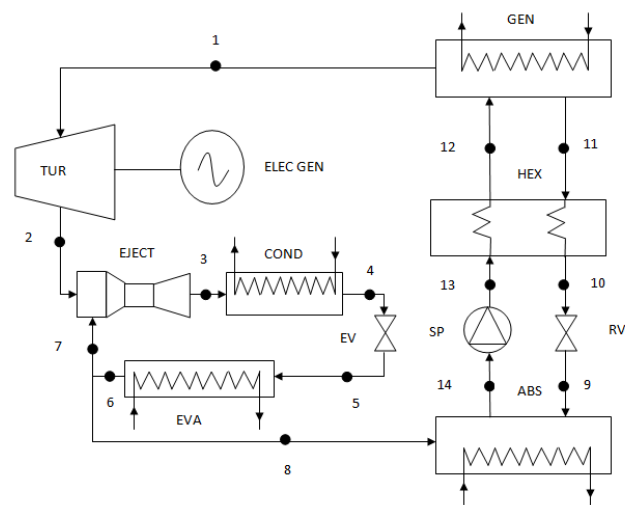 GEN
1
12
11
TUR
ELEC GEN
HEX
2
EJECT
3
COND
4
13
10
EV
SP
RV
7
6
5
14
ABS
9
EVA
8